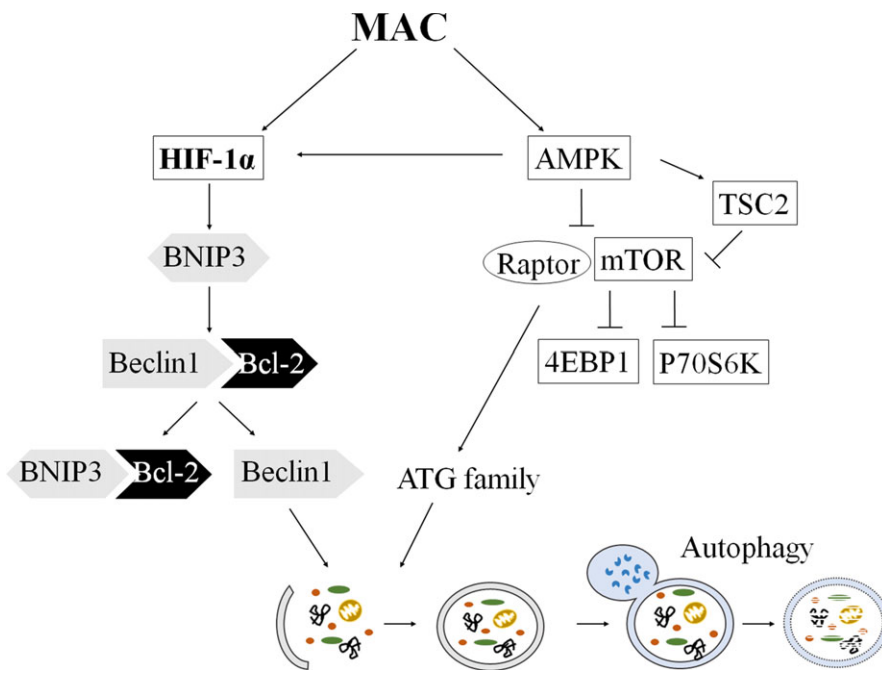 MAC
HIF-1α
AMPK
TSC2
BNIP3
Raptor
mTOR
Beclin1
Bcl-2
4EBP1
P70S6K
BNIP3
Bcl-2
Beclin1
ATG family
Autophagy